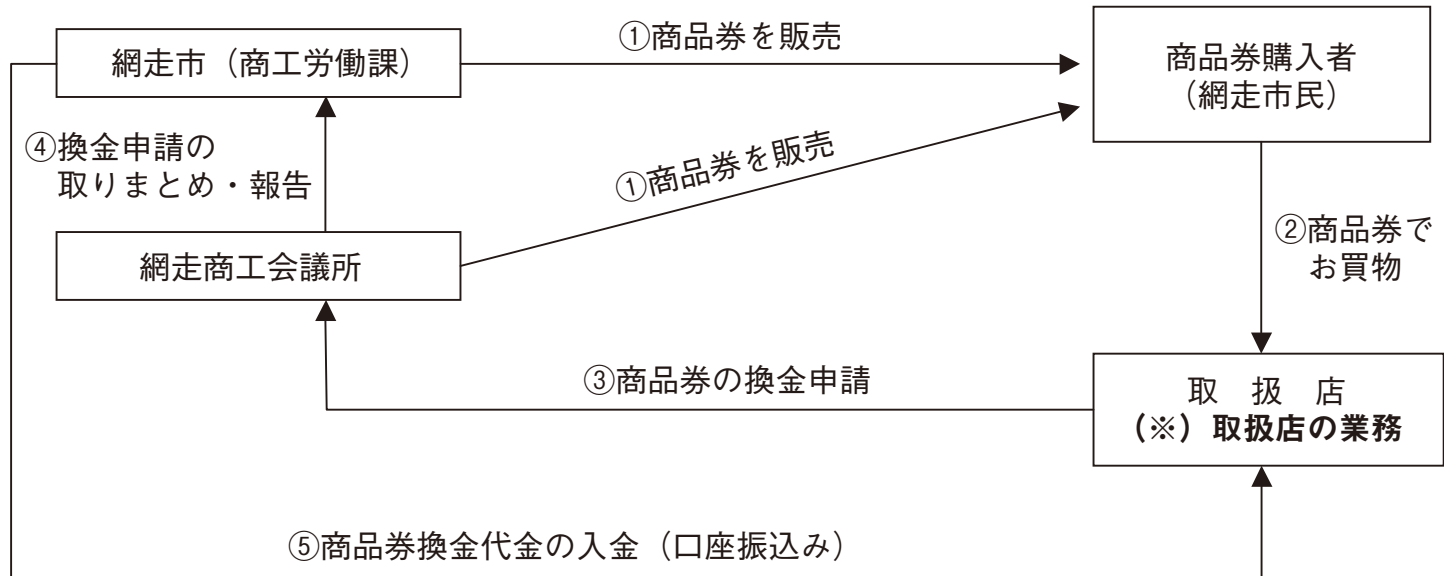 ①商品券を販売
網走市（商工労働課）
商品券購入者
（網走市民）
④換金申請の
取りまとめ・報告
①商品券を販売
網走商工会議所
②商品券で
お買物
③商品券の換金申請
取　扱　店
（※）取扱店の業務
⑤商品券換金代金の入金（口座振込み）